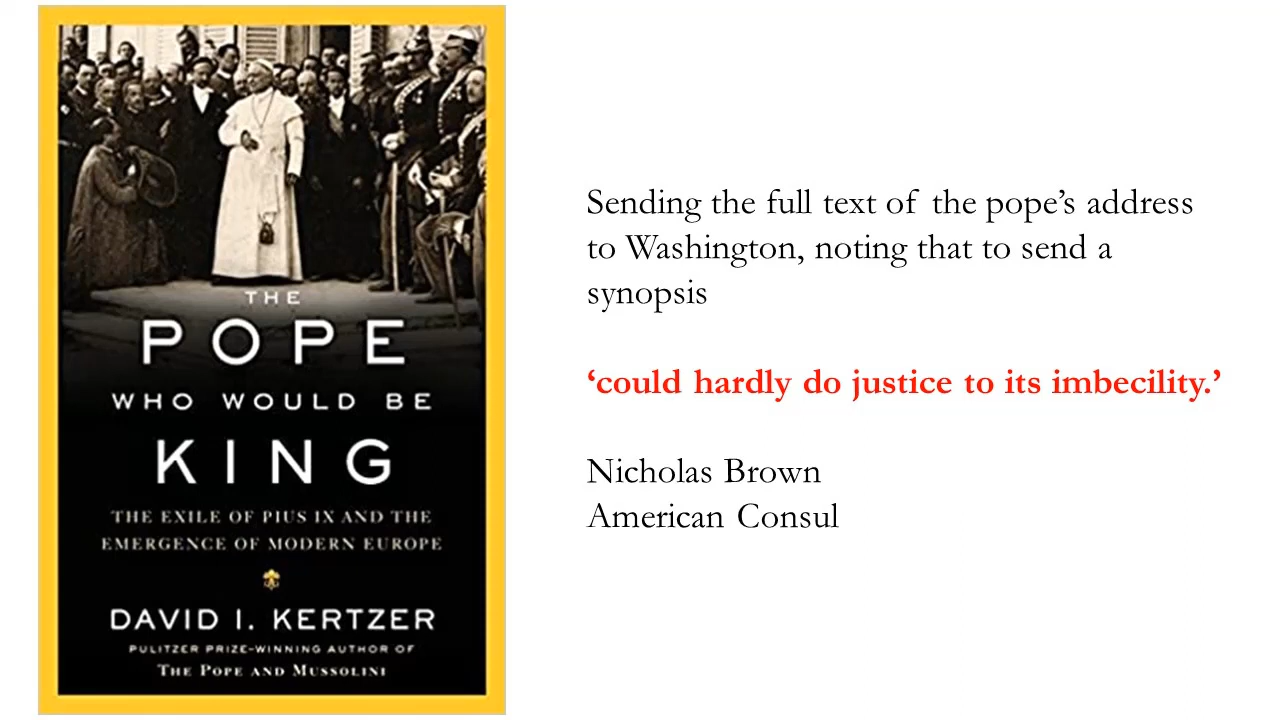 THE
POPE
WHO WOULD BE
KING
THE EXILE OF PIUS IX AND THE
EMERGENCE OF MODERN EUROPE
DAVID I. KERTZER
PULITZER PRIZE-WINNING AUTHOR OF
THE POPE AND MUSSOLINI
Sending the full text of the pope’s address
to Washington, noting that to send a
synopsis
‘could hardly do justice to its imbecility.’
Nicholas Brown
American Consul